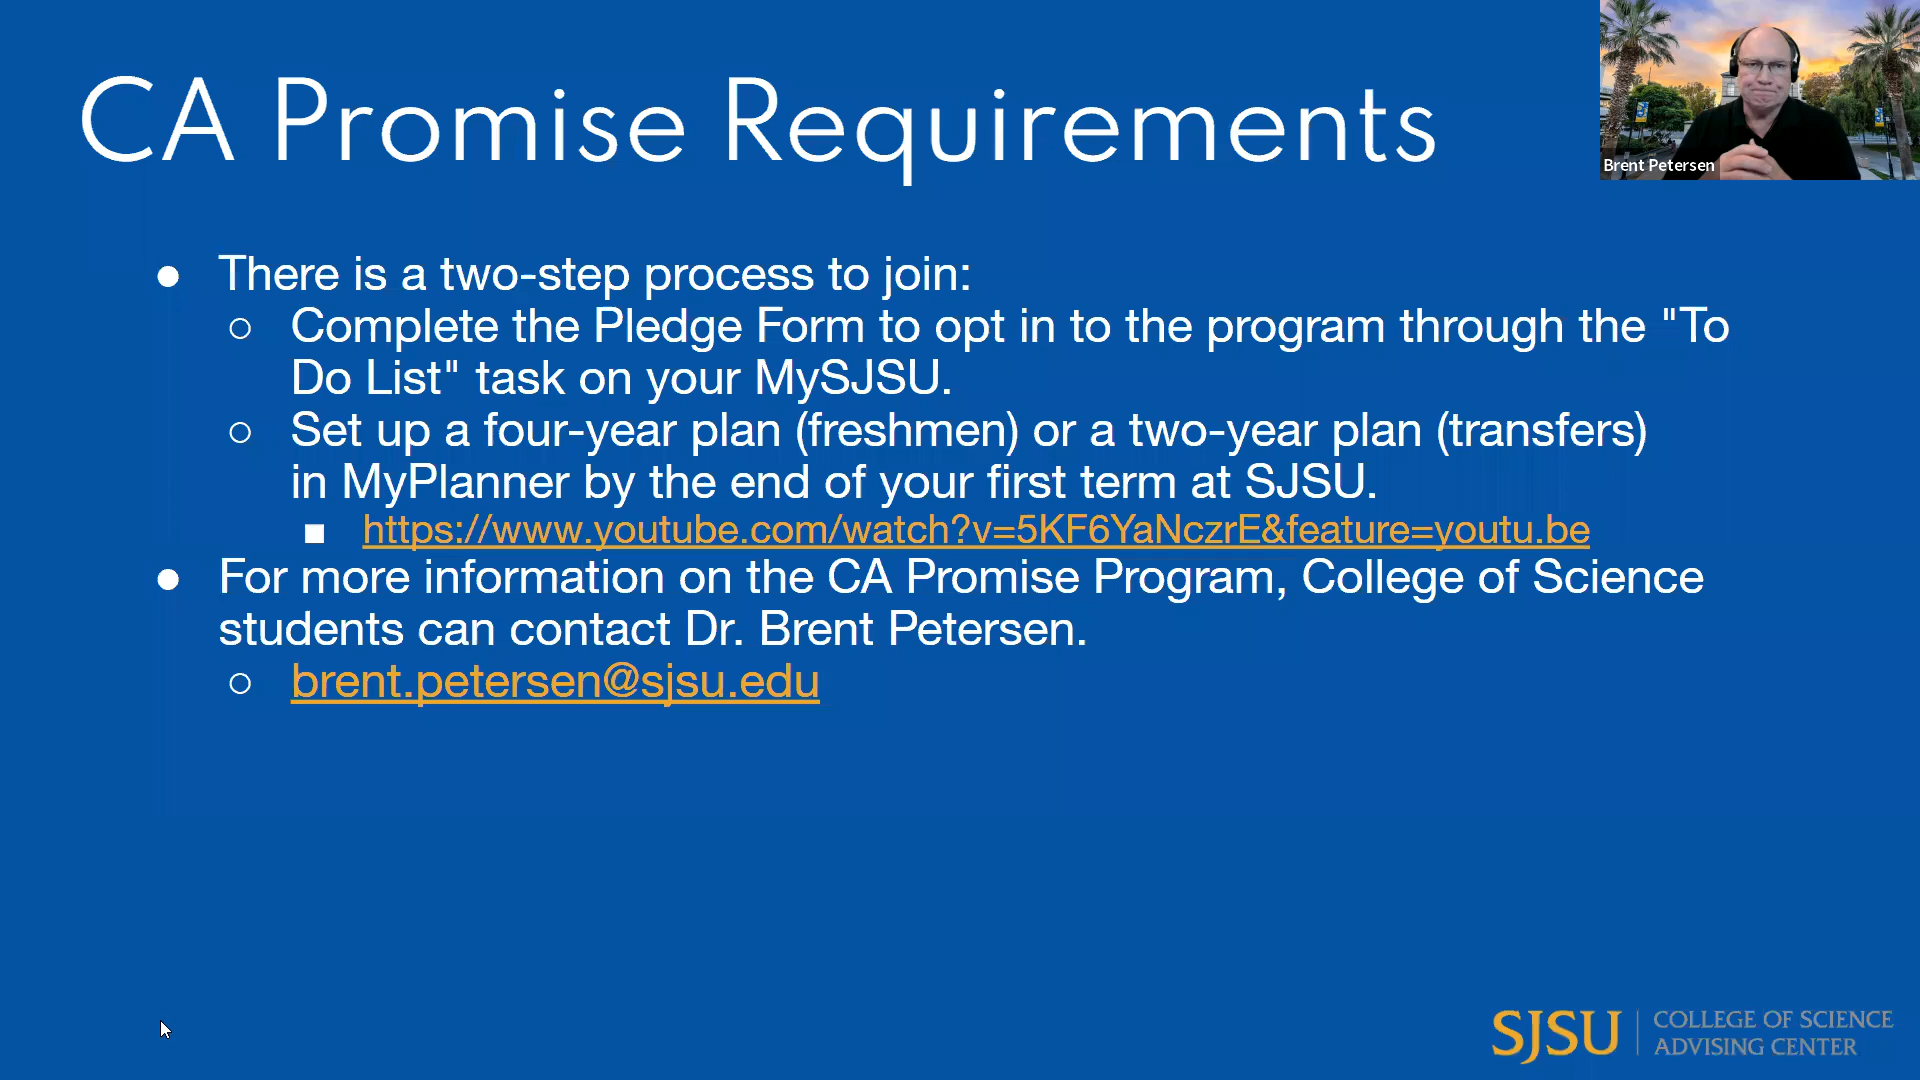 CA Promise Requirements
Brent Petersen
● There is a two-step process to join:
○ Complete the Pledge Form to opt in to the program through the "To
Do List" task on your MySJSU.
○ Set up a four-year plan (freshmen) or a two-year plan (transfers)
in MyPlanner by the end of your first term at SJSU.
■ https://www.youtube.com/watch?v=5KF6YaNczrE&feature=youtu.be
● For more information on the CA Promise Program, College of Science
students can contact Dr. Brent Petersen.
○ brent.petersen@sjsu.edu
SJSU
COLLEGE OF SCIENCE
ADVISING CENTER